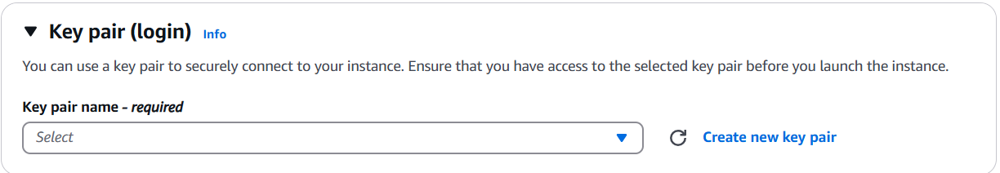 Key pair (login) Info
You can use a key pair to securely connect to your instance. Ensure that you have access to the selected key pair before you launch the instance.
Key pair name - required
Select
Create new key pair